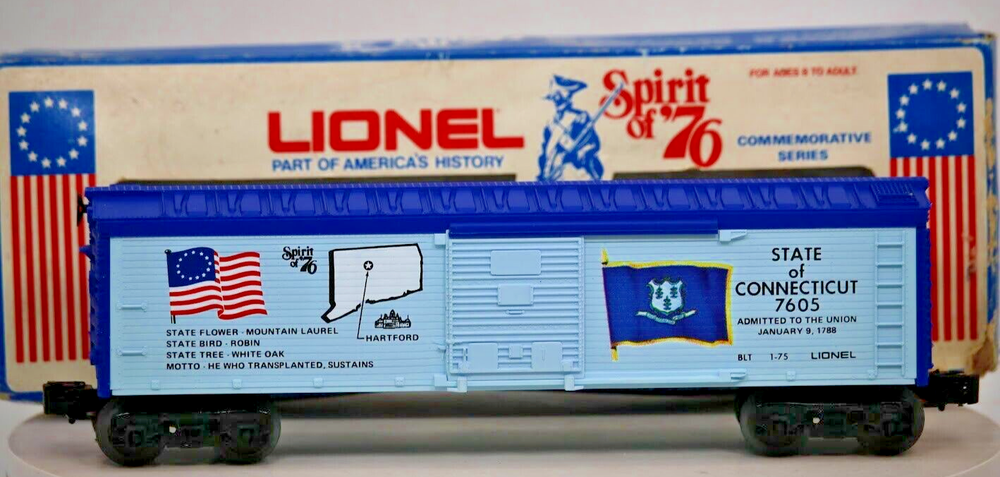 FOR AGES 8 TO ADULT
LIONEL
PART OF AMERICA'S HISTORY
Spirit
of '76
COMMEMORATIVE
SERIES
Spirit
of '76
HARTFORD
STATE FLOWER - MOUNTAIN LAUREL
STATE BIRD - ROBIN
STATE TREE - WHITE OAK
MOTTO - HE WHO TRANSPLANTED, SUSTAINS
STATE
of
CONNECTICUT
7605
ADMITTED TO THE UNION
JANUARY 9, 1788
BLT 1-75 LIONEL